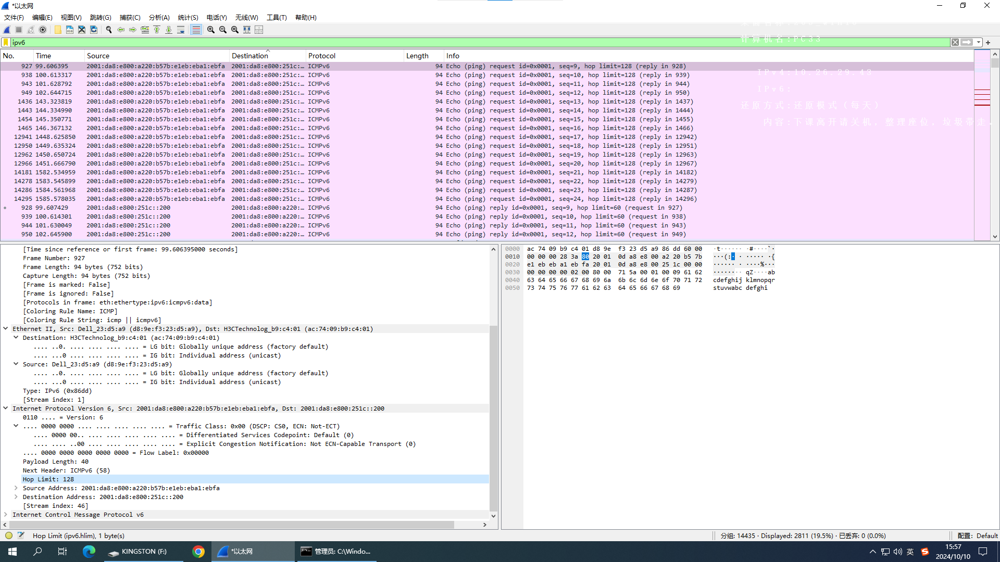 *以太网
文件(F) 编辑(E) 视图(V) 跳转(G) 捕获(C) 分析(A) 统计(S) 电话(Y) 无线(W) 工具(T) 帮助(H)
计算机名:PC33
ipv6
No. Time Source Destination Protocol Length Info
927 99.606395 2001:da8:e800:a220:b57b:e1eb:eba1:ebfa 2001:da8:e800:251c:… ICMPv6 94 Echo (ping) request id=0x0001, seq=9, hop limit=128 (reply in 928)
IPv4:10.26.29.43
938 100.613317 2001:da8:e800:a220:b57b:e1eb:eba1:ebfa 2001:da8:e800:251c:… ICMPv6 94 Echo (ping) request id=0x0001, seq=10, hop limit=128 (reply in 939)
943 101.628792 2001:da8:e800:a220:b57b:e1eb:eba1:ebfa 2001:da8:e800:251c:… ICMPv6 94 Echo (ping) request id=0x0001, seq=11, hop limit=128 (reply in 944)
IPv6:
949 102.644715 2001:da8:e800:a220:b57b:e1eb:eba1:ebfa 2001:da8:e800:251c:… ICMPv6 94 Echo (ping) request id=0x0001, seq=12, hop limit=128 (reply in 950)
1436 143.323819 2001:da8:e800:a220:b57b:e1eb:eba1:ebfa 2001:da8:e800:251c:… ICMPv6 94 Echo (ping) request id=0x0001, seq=13, hop limit=128 (reply in 1437)
还原方式:还原模式(每天)
1443 144.334990 2001:da8:e800:a220:b57b:e1eb:eba1:ebfa 2001:da8:e800:251c:… ICMPv6 94 Echo (ping) request id=0x0001, seq=14, hop limit=128 (reply in 1444)
1454 145.350771 2001:da8:e800:a220:b57b:e1eb:eba1:ebfa 2001:da8:e800:251c:… ICMPv6 94 Echo (ping) request id=0x0001, seq=15, hop limit=128 (reply in 1455)
内容:下课离开请关机，整理座位，垃圾带走。
1465 146.367132 2001:da8:e800:a220:b57b:e1eb:eba1:ebfa 2001:da8:e800:251c:… ICMPv6 94 Echo (ping) request id=0x0001, seq=16, hop limit=128 (reply in 1466)
12941 1448.625850 2001:da8:e800:a220:b57b:e1eb:eba1:ebfa 2001:da8:e800:251c:… ICMPv6 94 Echo (ping) request id=0x0001, seq=17, hop limit=128 (reply in 12942)
12950 1449.635324 2001:da8:e800:a220:b57b:e1eb:eba1:ebfa 2001:da8:e800:251c:… ICMPv6 94 Echo (ping) request id=0x0001, seq=18, hop limit=128 (reply in 12951)
12962 1450.650724 2001:da8:e800:a220:b57b:e1eb:eba1:ebfa 2001:da8:e800:251c:… ICMPv6 94 Echo (ping) request id=0x0001, seq=19, hop limit=128 (reply in 12963)
12966 1451.666790 2001:da8:e800:a220:b57b:e1eb:eba1:ebfa 2001:da8:e800:251c:… ICMPv6 94 Echo (ping) request id=0x0001, seq=20, hop limit=128 (reply in 12967)
14181 1582.534959 2001:da8:e800:a220:b57b:e1eb:eba1:ebfa 2001:da8:e800:251c:… ICMPv6 94 Echo (ping) request id=0x0001, seq=21, hop limit=128 (reply in 14182)
14278 1583.545899 2001:da8:e800:a220:b57b:e1eb:eba1:ebfa 2001:da8:e800:251c:… ICMPv6 94 Echo (ping) request id=0x0001, seq=22, hop limit=128 (reply in 14279)
14286 1584.561968 2001:da8:e800:a220:b57b:e1eb:eba1:ebfa 2001:da8:e800:251c:… ICMPv6 94 Echo (ping) request id=0x0001, seq=23, hop limit=128 (reply in 14287)
14295 1585.578035 2001:da8:e800:a220:b57b:e1eb:eba1:ebfa 2001:da8:e800:251c:… ICMPv6 94 Echo (ping) request id=0x0001, seq=24, hop limit=128 (reply in 14296)
928 99.607429 2001:da8:e800:251c::200 2001:da8:e800:a220:… ICMPv6 94 Echo (ping) reply id=0x0001, seq=9, hop limit=60 (request in 927)
939 100.614301 2001:da8:e800:251c::200 2001:da8:e800:a220:… ICMPv6 94 Echo (ping) reply id=0x0001, seq=10, hop limit=60 (request in 938)
944 101.630049 2001:da8:e800:251c::200 2001:da8:e800:a220:… ICMPv6 94 Echo (ping) reply id=0x0001, seq=11, hop limit=60 (request in 943)
950 102.645900 2001:da8:e800:251c::200 2001:da8:e800:a220:… ICMPv6 94 Echo (ping) reply id=0x0001, seq=12, hop limit=60 (request in 949)
[Time since reference or first frame: 99.606395000 seconds]
Frame Number: 927
Frame Length: 94 bytes (752 bits)
Capture Length: 94 bytes (752 bits)
[Frame is marked: False]
[Frame is ignored: False]
[Protocols in frame: eth:ethertype:ipv6:icmpv6:data]
[Coloring Rule Name: ICMP]
[Coloring Rule String: icmp || icmpv6]
Ethernet II, Src: Dell_23:d5:a9 (d8:9e:f3:23:d5:a9), Dst: H3CTechnolog_b9:c4:01 (ac:74:09:b9:c4:01)
Destination: H3CTechnolog_b9:c4:01 (ac:74:09:b9:c4:01)
.... ..0. .... .... .... .... = LG bit: Globally unique address (factory default)
.... ...0 .... .... .... .... = IG bit: Individual address (unicast)
Source: Dell_23:d5:a9 (d8:9e:f3:23:d5:a9)
.... ..0. .... .... .... .... = LG bit: Globally unique address (factory default)
.... ...0 .... .... .... .... = IG bit: Individual address (unicast)
Type: IPv6 (0x86dd)
[Stream index: 1]
Internet Protocol Version 6, Src: 2001:da8:e800:a220:b57b:e1eb:eba1:ebfa, Dst: 2001:da8:e800:251c::200
0110 .... = Version: 6
.... 0000 0000 .... .... .... .... .... = Traffic Class: 0x00 (DSCP: CS0, ECN: Not-ECT)
.... 0000 00.. .... .... .... .... .... = Differentiated Services Codepoint: Default (0)
.... .... ..00 .... .... .... .... .... = Explicit Congestion Notification: Not ECN-Capable Transport (0)
.... 0000 0000 0000 0000 0000 = Flow Label: 0x00000
Payload Length: 40
Next Header: ICMPv6 (58)
Hop Limit: 128
Source Address: 2001:da8:e800:a220:b57b:e1eb:eba1:ebfa
Destination Address: 2001:da8:e800:251c::200
[Stream index: 46]
Internet Control Message Protocol v6
0000 ac 74 09 b9 c4 01 d8 9e f3 23 d5 a9 86 dd 60 00 ·t······ ·#····`·
0010 00 00 00 28 3a 80 20 01 0d a8 e8 00 a2 20 b5 7b ···(:· · ····· ·{
0020 e1 eb eb a1 eb fa 20 01 0d a8 e8 00 25 1c 00 00 ······ · ····%···
0030 00 00 00 00 02 00 80 00 71 5a 00 01 00 09 61 62 ········ qZ····ab
0040 63 64 65 66 67 68 69 6a 6b 6c 6d 6e 6f 70 71 72 cdefghij klmnopqr
0050 73 74 75 76 77 61 62 63 64 65 66 67 68 69 stuvwabc defghi
Hop Limit (ipv6.hlim), 1 byte(s) 分组: 14435 · Displayed: 2811 (19.5%) · 已丢弃: 0 (0.0%) 配置: Default
KINGSTON (F:) *以太网 管理员: C:\Windo... 英 15:57
2024/10/10